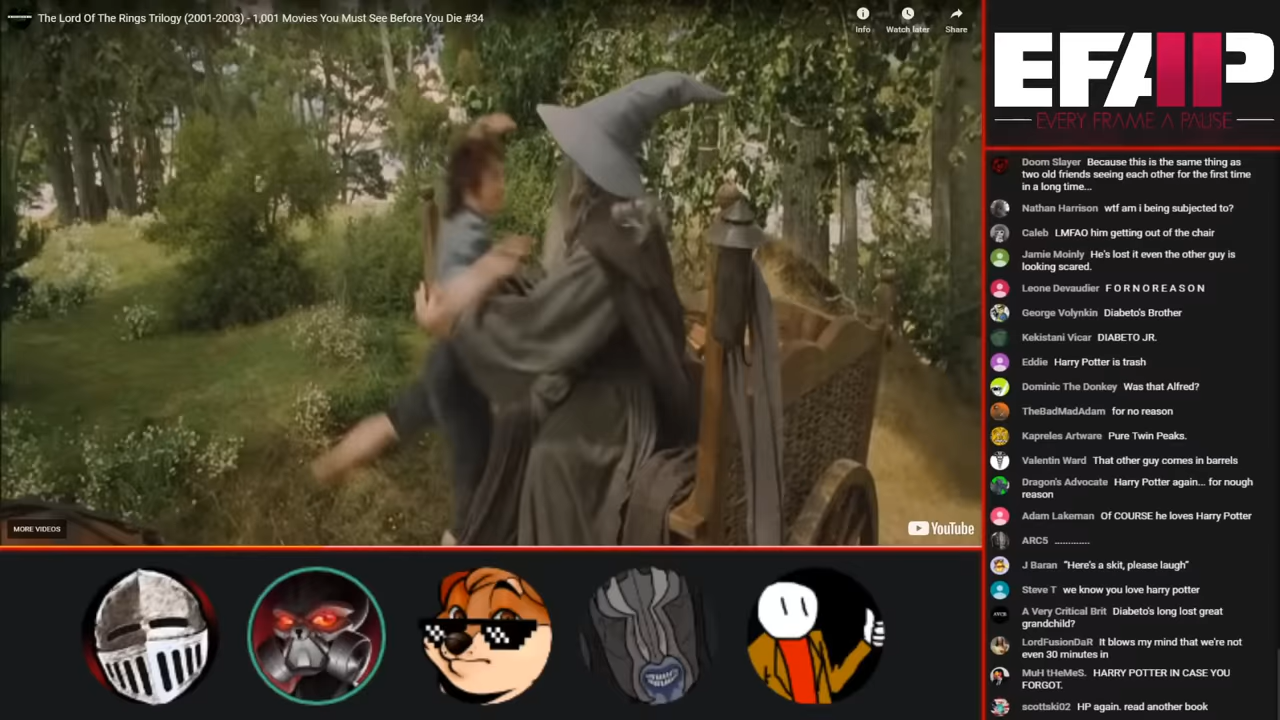 The Lord Of The Rings Trilogy (2001-2003) - 1,001 Movies You Must See Before You Die #34
Info
Watch later
Share
MORE VIDEOS
YouTube
EFAP
EVERY FRAME A PAUSE
Doom Slayer Because this is the same thing as
two old friends seeing each other for the first time
in a long time...
Nathan Harrison wtf am i being subjected to?
Caleb LMFAO him getting out of the chair
Jamie Moinly He's lost it even the other guy is
looking scared.
Leone Devaudier F O R N O R E A S O N
George Volynkin Diabeto's Brother
Kekistani Vicar DIABETO JR.
Eddie Harry Potter is trash
Dominic The Donkey Was that Alfred?
TheBadMadAdam for no reason
Kapreles Artware Pure Twin Peaks.
Valentin Ward That other guy comes in barrels
Dragon's Advocate Harry Potter again... for nough
reason
Adam Lakeman Of COURSE he loves Harry Potter
ARC5 .............
J Baran "Here's a skit, please laugh"
Steve T we know you love harry potter
A Very Critical Brit Diabeto's long lost great
grandchild?
LordFusionDaR It blows my mind that we're not
even 30 minutes in
MuH tHeMeS. HARRY POTTER IN CASE YOU
FORGOT.
scottski02 HP again. read another book